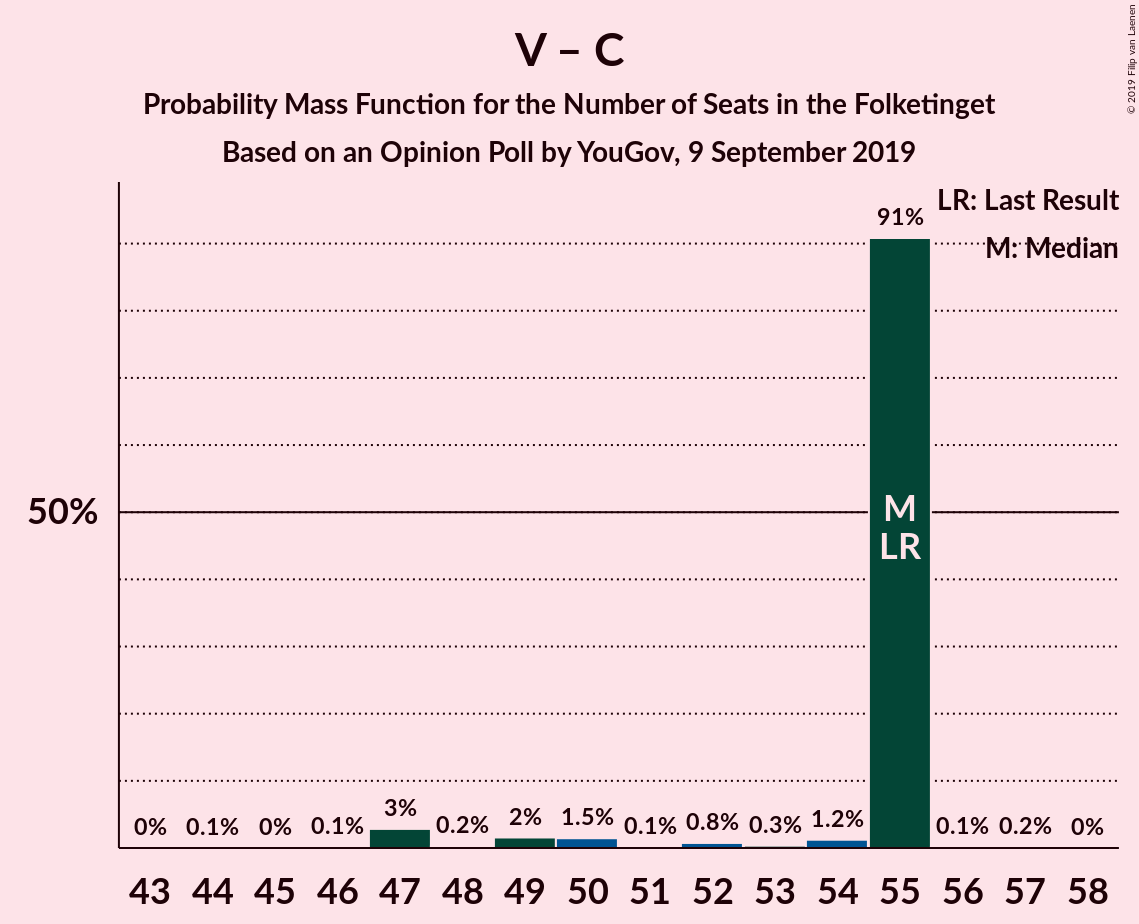 V – C
Probability Mass Function for the Number of Seats in the Folketinget
Based on an Opinion Poll by YouGov, 9 September 2019
© 2019 Filip van Laenen
LR: Last Result
M: Median
50%
0% 0.1% 0% 0.1% 3% 0.2% 2% 1.5% 0.1% 0.8% 0.3% 1.2% 91% 0.1% 0.2% 0%
M
LR
43 44 45 46 47 48 49 50 51 52 53 54 55 56 57 58